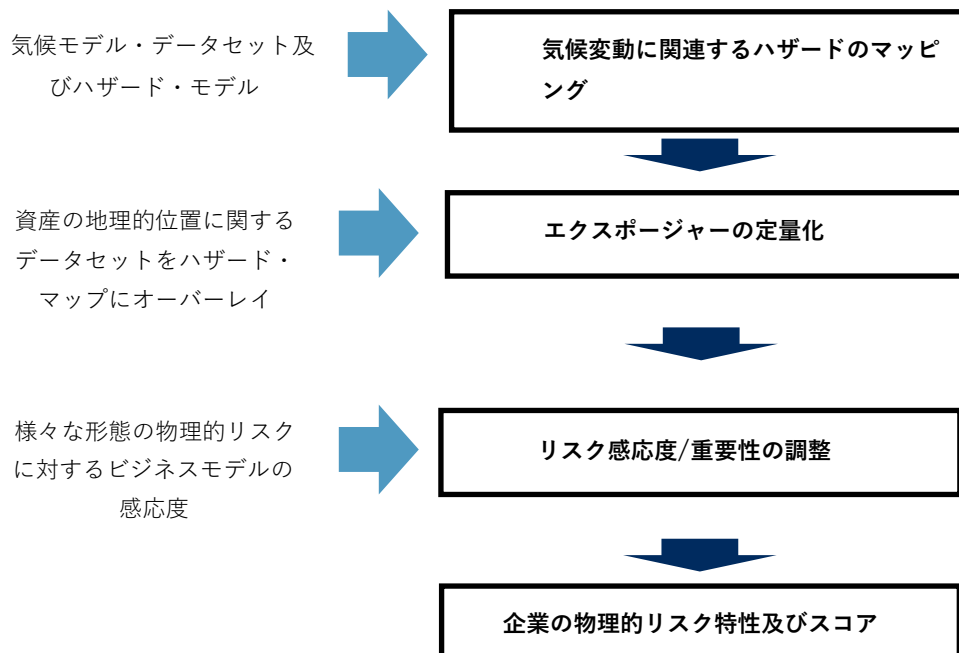 気候モデル・データセット及
びハザード・モデル
気候変動に関連するハザードのマッピ
ング
資産の地理的位置に関する
データセットをハザード・
マップにオーバーレイ
エクスポージャーの定量化
様々な形態の物理的リスク
に対するビジネスモデルの
感応度
リスク感応度/重要性の調整
企業の物理的リスク特性及びスコア